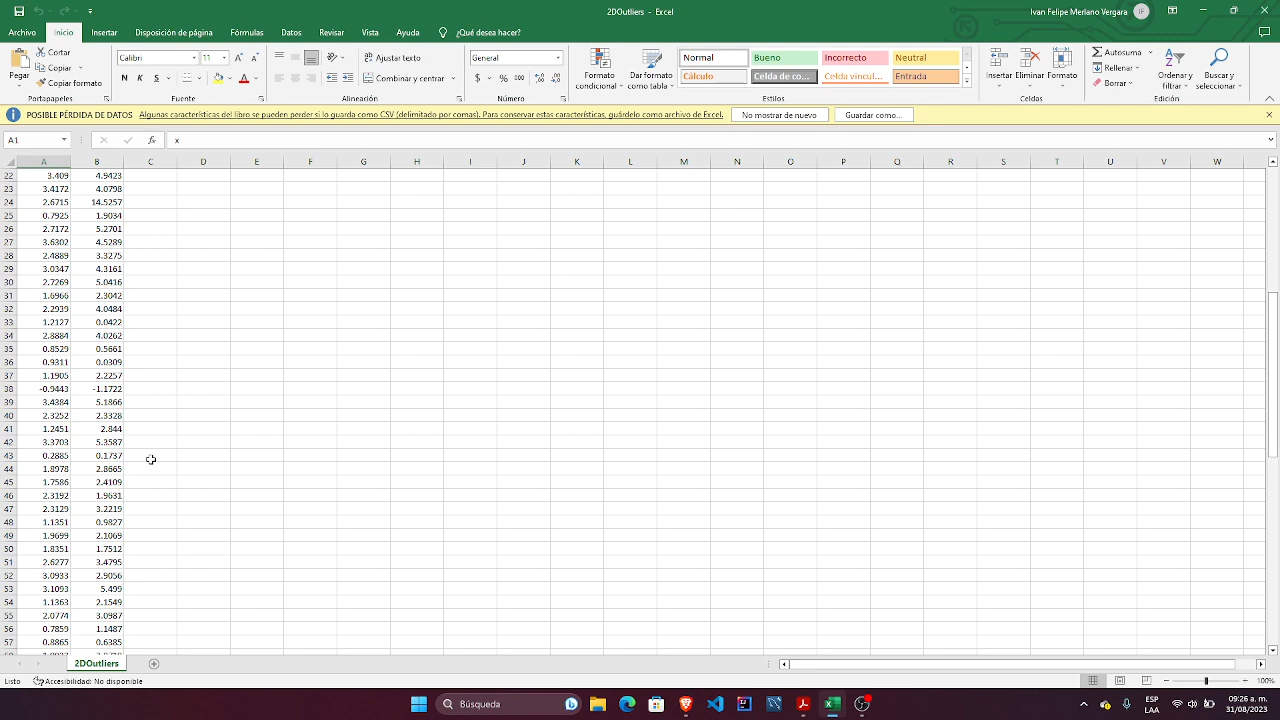 2DOutliers - Excel
Ivan Felipe Merlano Vergara IF
Archivo Inicio Insertar Disposición de página Fórmulas Datos Revisar Vista Ayuda ¿Qué desea hacer?
Pegar
Cortar
Copiar
Copiar formato
Portapapeles
Calibri 11
N K S
Fuente
Ajustar texto
Combinar y centrar
Alineación
General
$ % 000
Número
Formato condicional
Dar formato como tabla
Normal Bueno Incorrecto Neutral
Cálculo Celda de co... Celda vincul... Entrada
Estilos
Insertar Eliminar Formato
Celdas
Autosuma
Rellenar
Borrar
Ordenar y filtrar
Buscar y seleccionar
Edición
POSIBLE PÉRDIDA DE DATOS Algunas características del libro se pueden perder si lo guarda como CSV (delimitado por comas). Para conservar estas características, guárdelo como archivo de Excel. No mostrar de nuevo Guardar como...
A1 fx x
A B C D E F G H I J K L M N O P Q R S T U V W
22 3.409 4.9423
23 3.4172 4.0798
24 2.6715 14.5257
25 0.7925 1.9034
26 2.7172 5.2701
27 3.6302 4.5289
28 2.4889 3.3275
29 3.0347 4.3161
30 2.7269 5.0416
31 1.6966 2.3042
32 2.2939 4.0484
33 1.2127 0.0422
34 2.8884 4.0262
35 0.8529 0.5661
36 0.9311 0.0309
37 1.1905 2.2257
38 -0.9443 -1.1722
39 3.4384 5.1866
40 2.3252 2.3328
41 1.2451 2.844
42 3.3703 5.3587
43 0.2885 0.1737
44 1.8978 2.8665
45 1.7586 2.4109
46 2.3192 1.9631
47 2.3129 3.2219
48 1.1351 0.9827
49 1.9699 2.1069
50 1.8351 1.7512
51 2.6277 3.4795
52 3.0933 2.9056
53 3.1093 5.499
54 1.1363 2.1549
55 2.0774 3.0987
56 0.7859 1.1487
57 0.8865 0.6385
2DOutliers
Listo Accesibilidad: No disponible 100%
Búsqueda
ESP
LAA
09:26 a. m.
31/08/2023